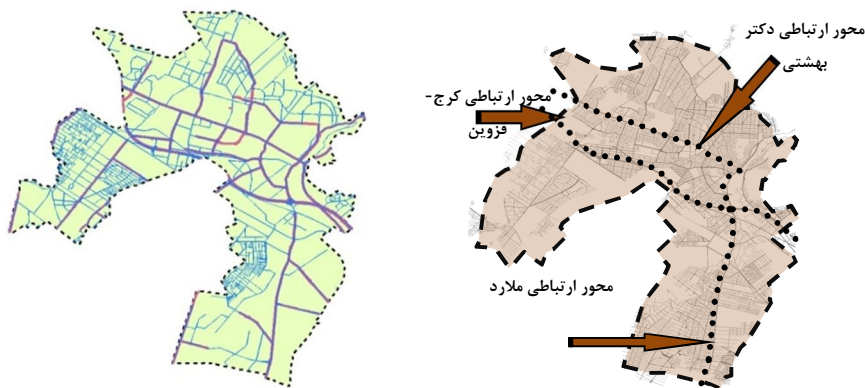 محور ارتباطی دکتر
بهشتی
محور ارتباطی کرج-
قزوین
محور ارتباطی ملارد